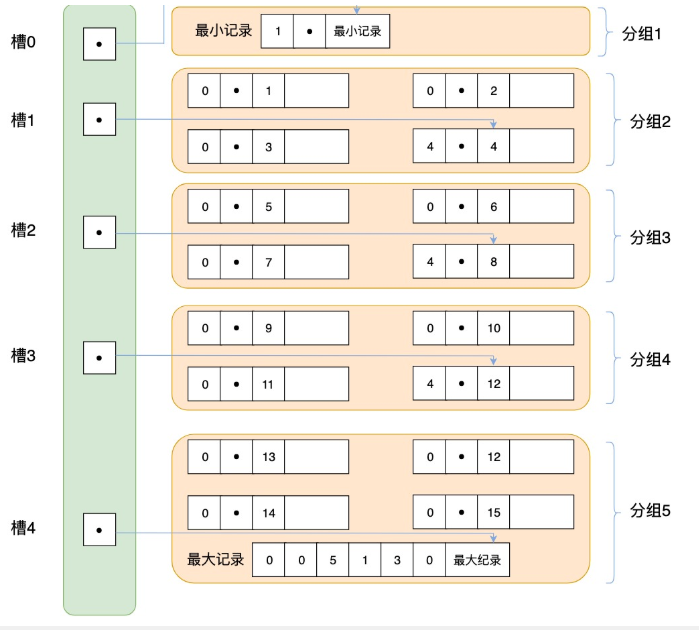 槽0
最小记录 1 • 最小记录
分组1
槽1
0 • 1
0 • 2
0 • 3
4 • 4
分组2
槽2
0 • 5
0 • 6
0 • 7
4 • 8
分组3
槽3
0 • 9
0 • 10
0 • 11
4 • 12
分组4
槽4
0 • 13
0 • 12
0 • 14
0 • 15
最大记录 0 0 5 1 3 0 最大纪录
分组5